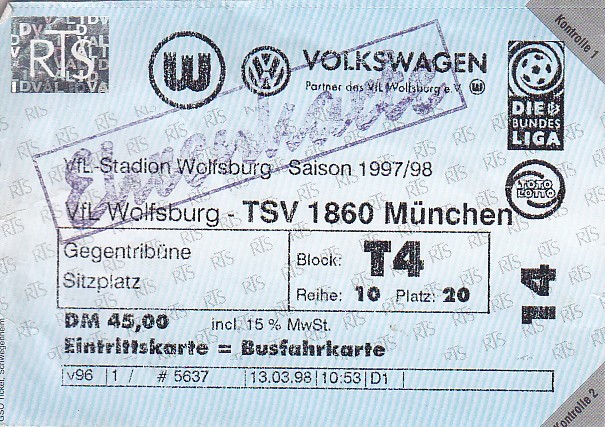 RTS
VOLKSWAGEN
Partner des VfL Wolfsburg e.V.
DIE
BUNDES
LIGA
TOTO
LOTTO
VfL-Stadion Wolfsburg - Saison 1997/98
VfL Wolfsburg - TSV 1860 München
Gegentribüne
Sitzplatz
Block: T4
Reihe: 10 Platz: 20
T4
DM 45,00 incl. 15 % MwSt.
Eintrittskarte = Busfahrkarte
v96 1 / # 5637 13.03.98 10:53 D1
Kontrolle 1
Kontrolle 2